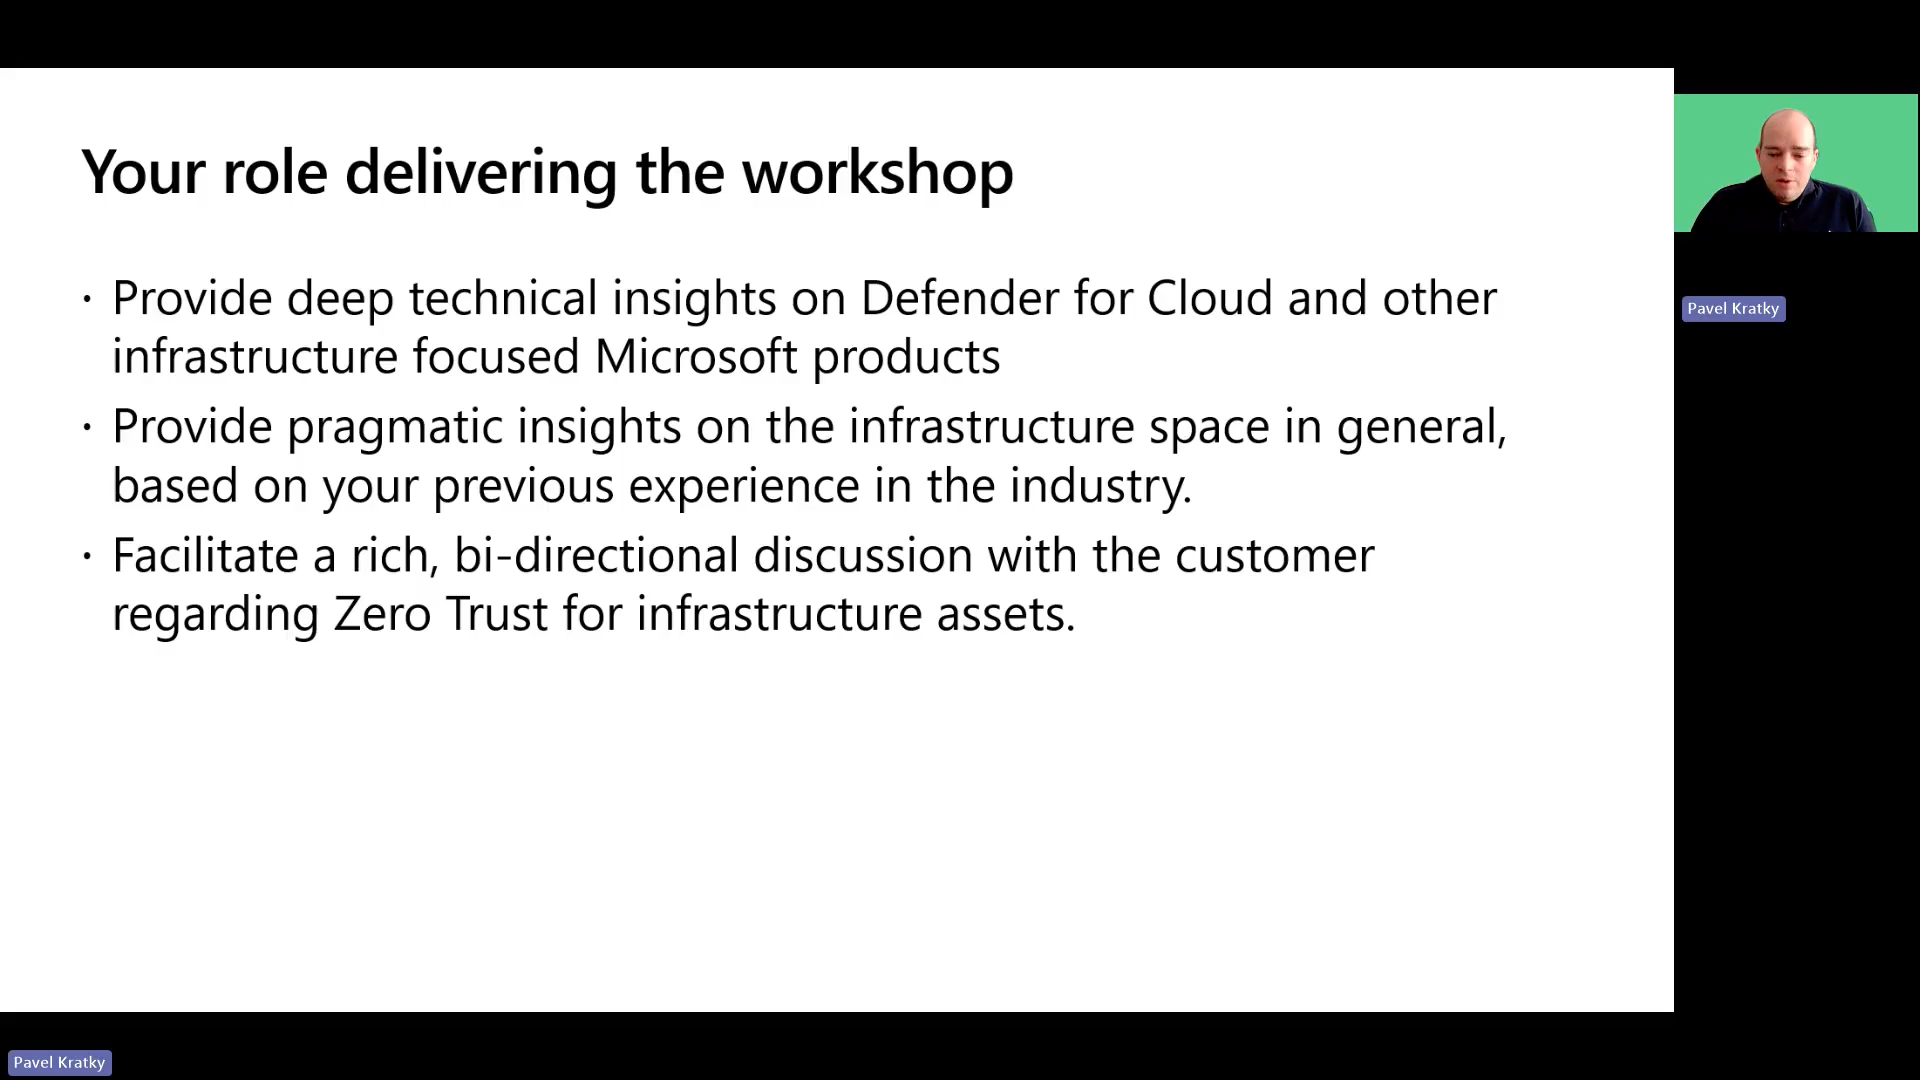 Your role delivering the workshop
· Provide deep technical insights on Defender for Cloud and other
infrastructure focused Microsoft products
· Provide pragmatic insights on the infrastructure space in general,
based on your previous experience in the industry.
· Facilitate a rich, bi-directional discussion with the customer
regarding Zero Trust for infrastructure assets.
Pavel Kratky
Pavel Kratky